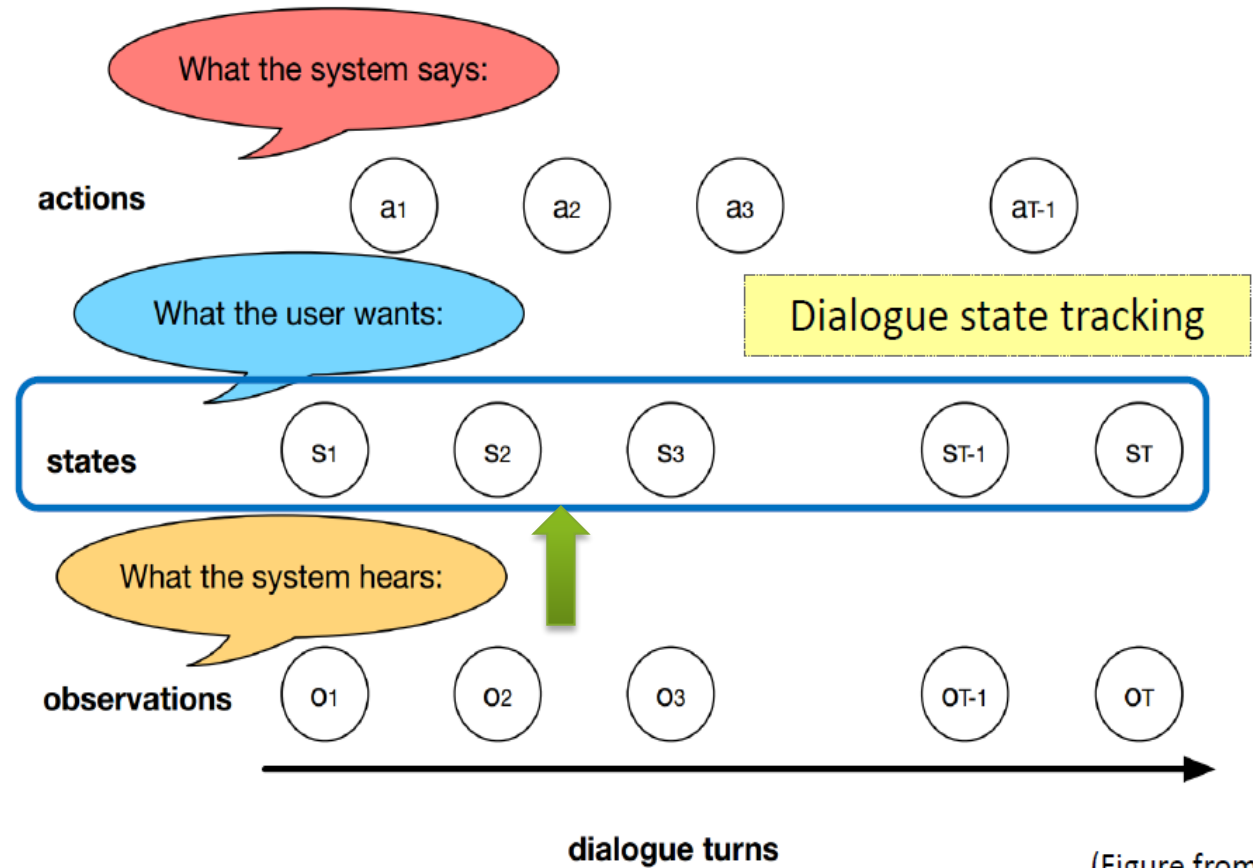 What the system says:
actions
a1 a2 a3 aT-1
What the user wants:
Dialogue state tracking
states
s1 s2 s3 sT-1 sT
What the system hears:
observations
o1 o2 o3 oT-1 oT
dialogue turns
(Figure from